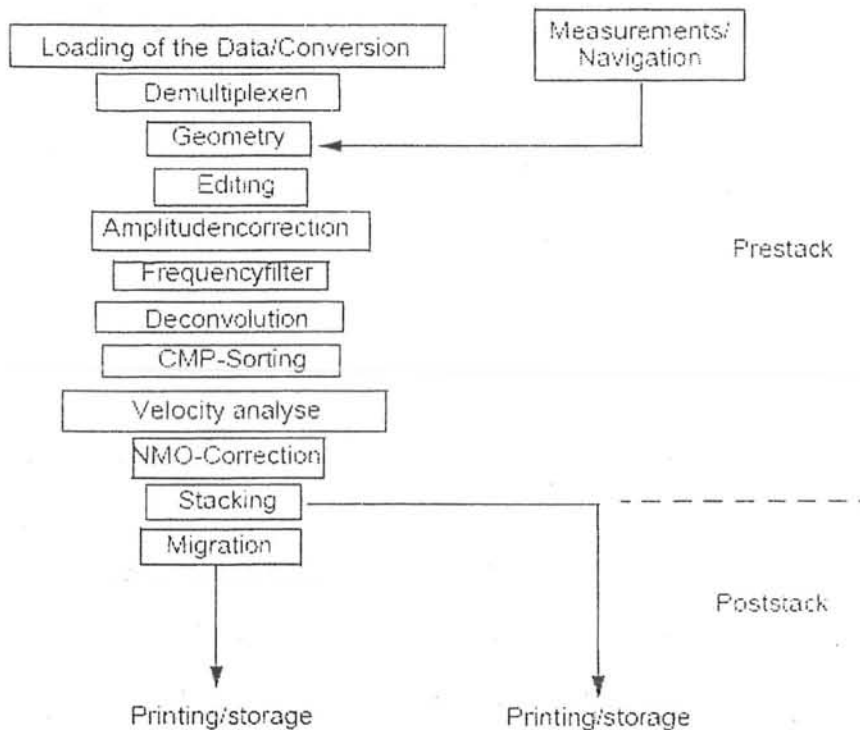 Loading of the Data/Conversion
Measurements/
Navigation
Demultiplexen
Geometry
Editing
Amplitudencorrection
Frequencyfilter
Deconvolution
CMP-Sorting
Velocity analyse
NMO-Correction
Stacking
Migration
Prestack
Poststack
Printing/storage
Printing/storage